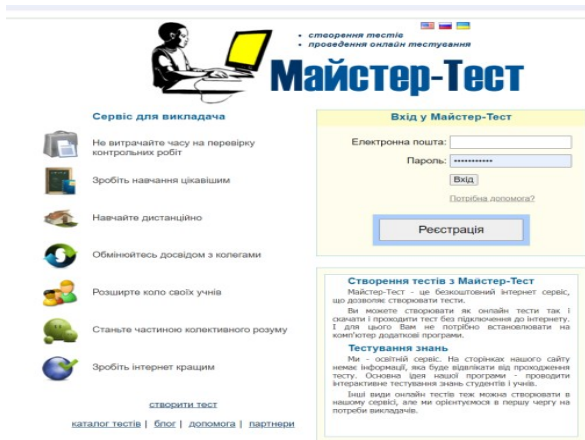 створення тестів
проведення онлайн тестування
Майстер-Тест
Сервіс для викладача
Не витрачайте часу на перевірку
контрольних робіт
Зробіть навчання цікавішим
Навчайте дистанційно
Обмінюйтесь досвідом з колегами
Розширте коло своїх учнів
Станьте частиною колективного розуму
Зробіть інтернет кращим
створити тест
каталог тестів | блог | допомога | партнери
Вхід у Майстер-Тест
Електронна пошта:
Пароль:
Вхід
Потрібна допомога?
Реєстрація
Створення тестів з Майстер-Тест
Майстер-Тест - це безкоштовний інтернет сервіс,
що дозволяє створювати тести.
Ви можете створювати як онлайн тести так і
скачати і проходити тест без підключення до інтернету.
І для цього Вам не потрібно встановлювати на
комп'ютер додаткові програми.
Тестування знань
Ми - освітній сервіс. На сторінках нашого сайту
немає інформації, яка буде відвлікати від проходження
тесту. Основна ідея нашої програми - проводити
інтерактивне тестування знань студентів і учнів.
Інші види онлайн тестів теж можна створювати в
нашому сервісі, але ми орієнтуємося в першу чергу на
потреби викладачів.